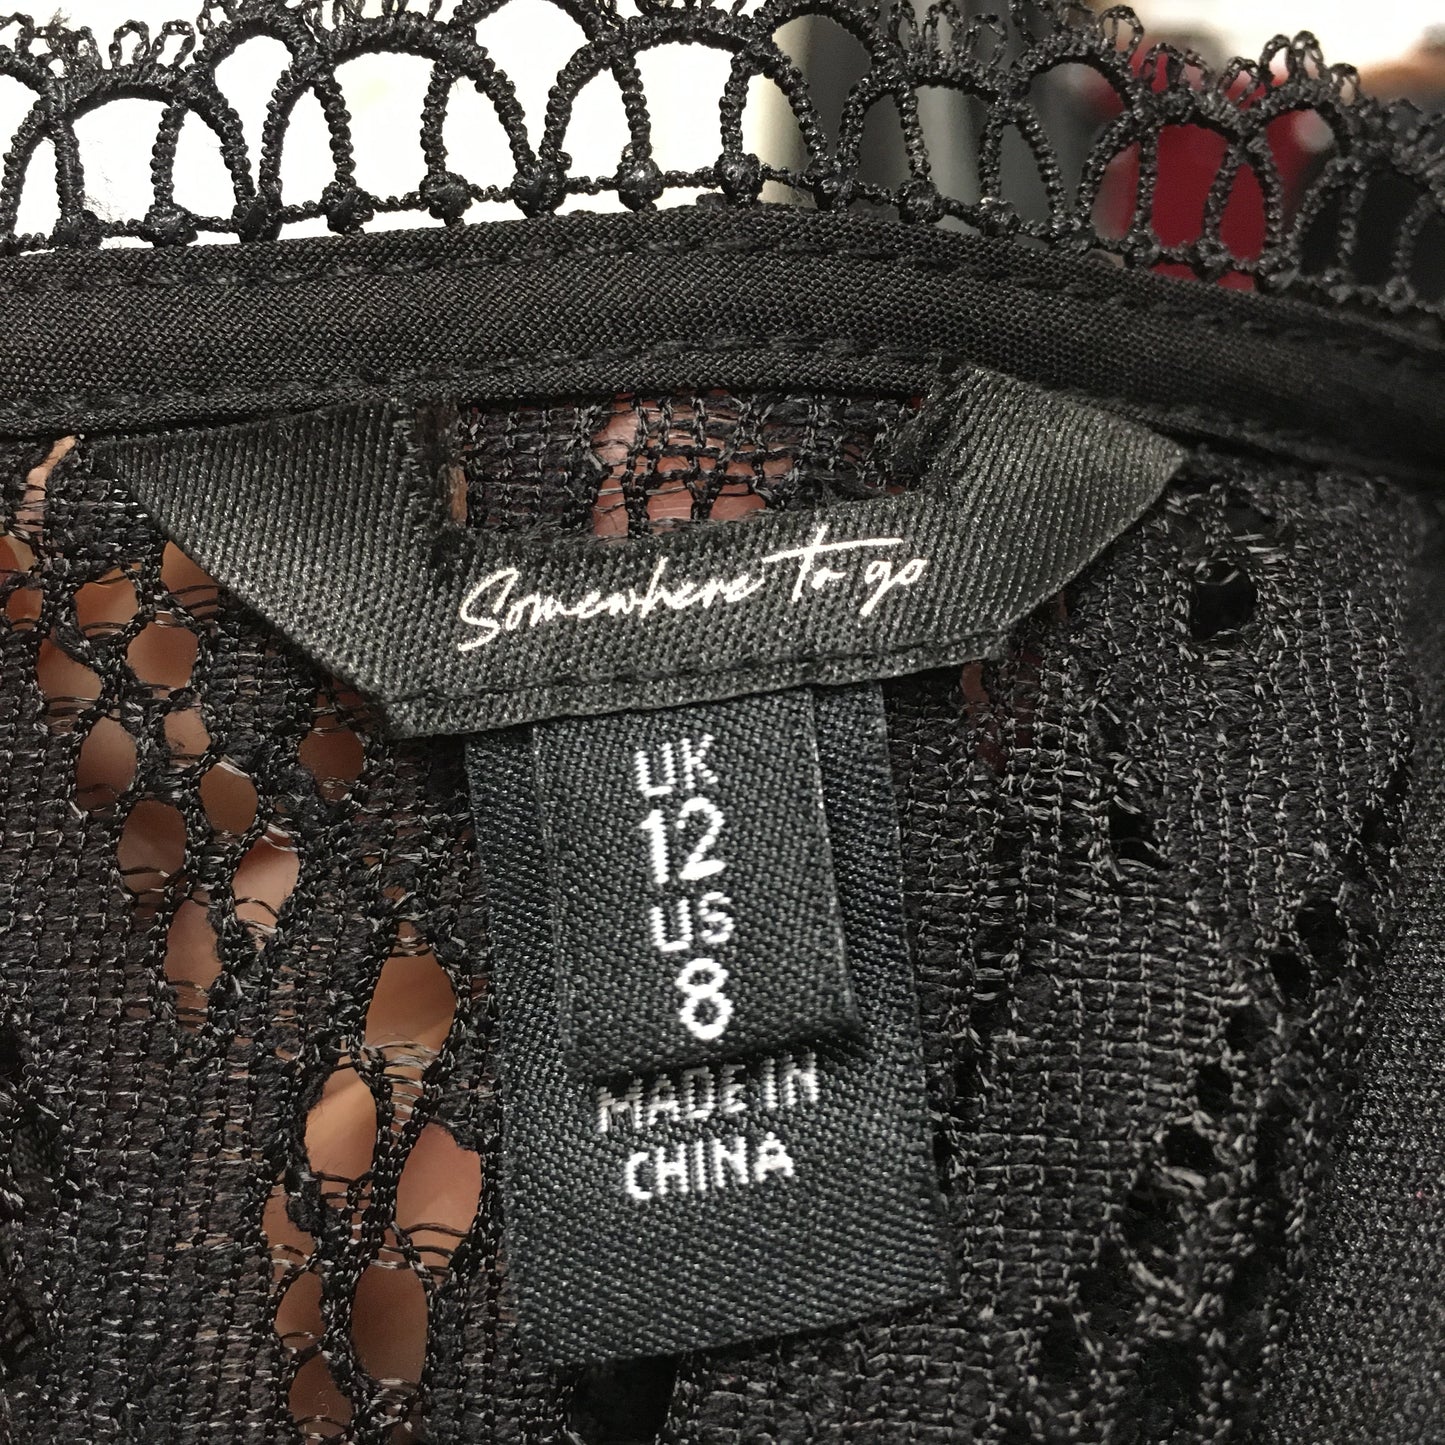 Somewhere To go
UK
12
US
8
MADE IN
CHINA